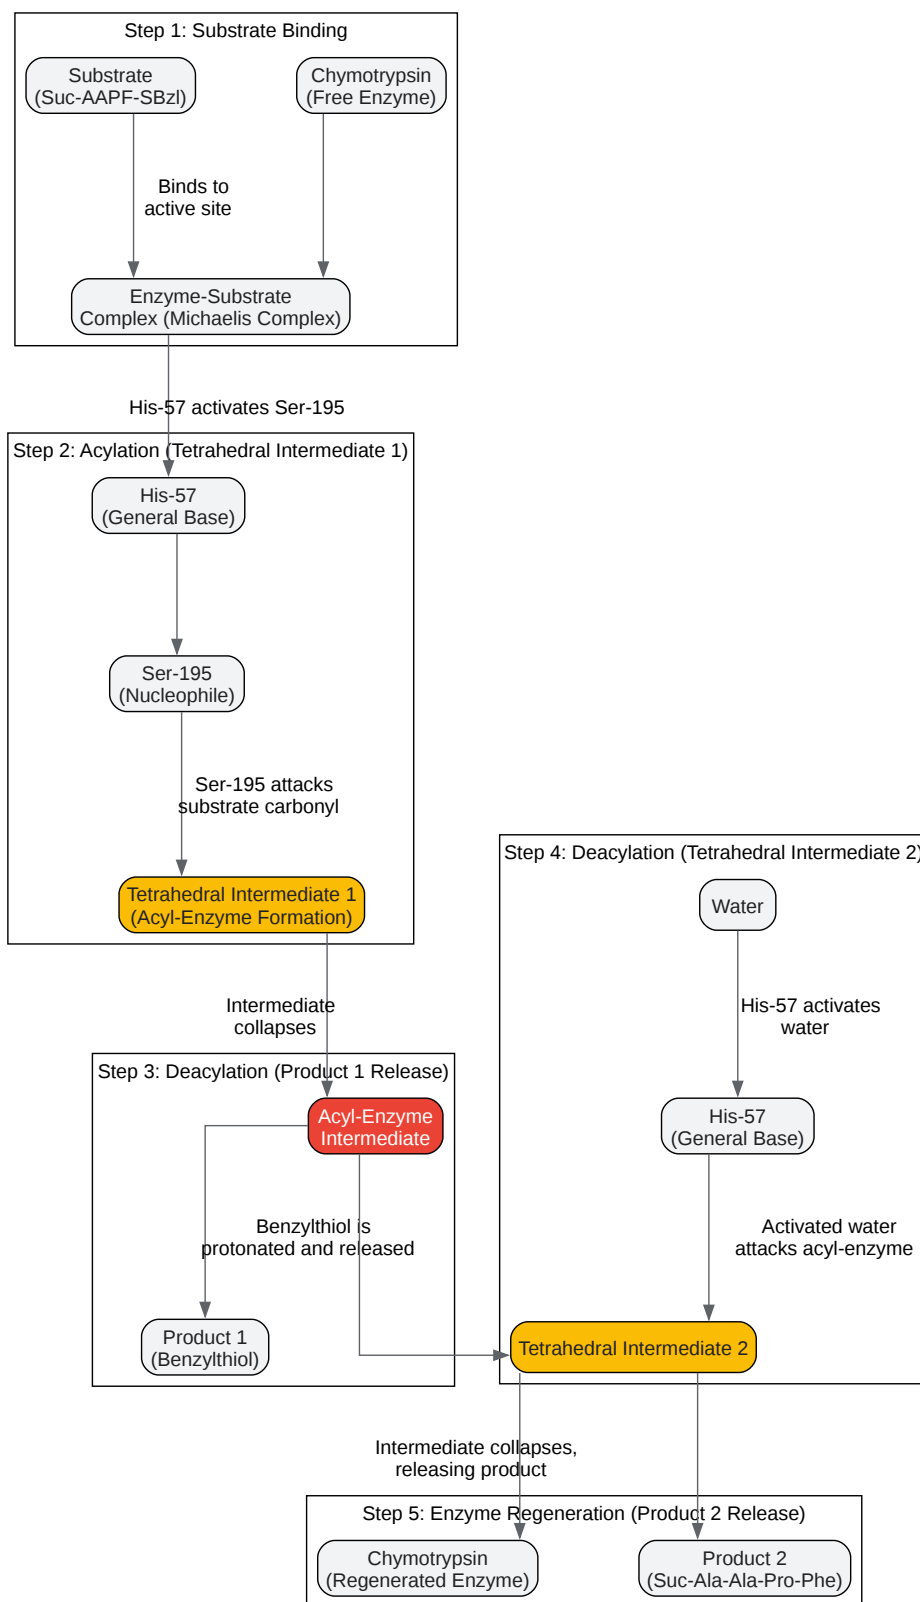 Step 1: Substrate Binding
Substrate
(Suc-AAPF-SBzl)
Chymotrypsin
(Free Enzyme)
Binds to
active site
Enzyme-Substrate
Complex (Michaelis Complex)
His-57 activates Ser-195
Step 2: Acylation (Tetrahedral Intermediate 1)
His-57
(General Base)
Ser-195
(Nucleophile)
Ser-195 attacks
substrate carbonyl
Tetrahedral Intermediate 1
(Acyl-Enzyme Formation)
Intermediate
collapses
Step 3: Deacylation (Product 1 Release)
Acyl-Enzyme
Intermediate
Benzylthiol is
protonated and released
Product 1
(Benzylthiol)
Step 4: Deacylation (Tetrahedral Intermediate 2)
Water
His-57 activates
water
His-57
(General Base)
Activated water
attacks acyl-enzyme
Tetrahedral Intermediate 2
Intermediate collapses,
releasing product
Step 5: Enzyme Regeneration (Product 2 Release)
Chymotrypsin
(Regenerated Enzyme)
Product 2
(Suc-Ala-Ala-Pro-Phe)